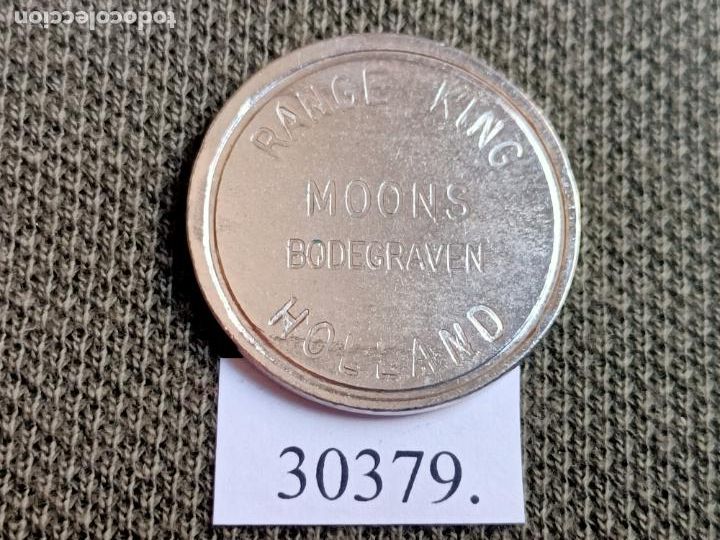 todocoleccion
RANGE KING
MOONS
BODEGRAVEN
HOLLAND
30379.